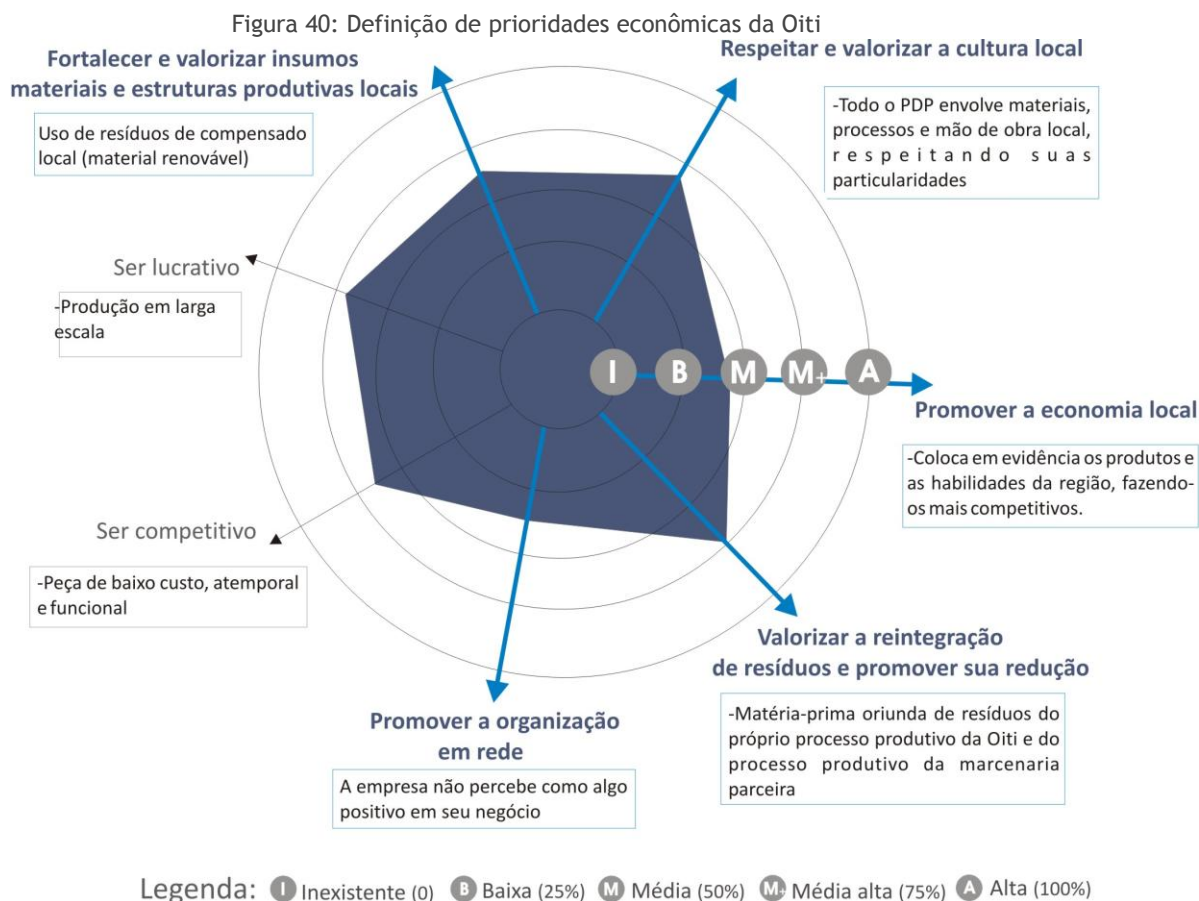 Figura 40: Definição de prioridades econômicas da Oiti
Fortalecer e valorizar insumos
materiais e estruturas produtivas locais
Uso de resíduos de compensado
local (material renovável)
Respeitar e valorizar a cultura local
-Todo o PDP envolve materiais,
processos e mão de obra local,
respeitando suas
particularidades
Ser lucrativo
-Produção em larga
escala
I B M M+ A
Promover a economia local
-Coloca em evidência os produtos e
as habilidades da região, fazendo-
os mais competitivos.
Ser competitivo
-Peça de baixo custo, atemporal
e funcional
Valorizar a reintegração
de resíduos e promover sua redução
-Matéria-prima oriunda de resíduos do
próprio processo produtivo da Oiti e do
processo produtivo da marcenaria
parceira
Promover a organização
em rede
A empresa não percebe como algo
positivo em seu negócio
Legenda: I Inexistente (0) B Baixa (25%) M Média (50%) M+ Média alta (75%) A Alta (100%)